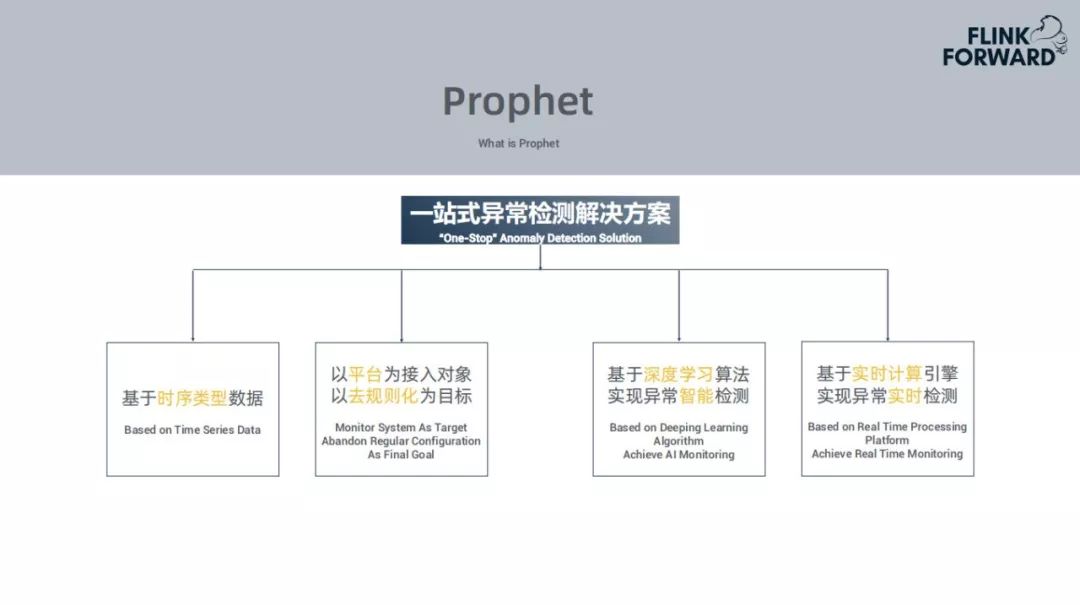 FLINK
FORWARD
Prophet
What is Prophet
一站式异常检测解决方案
“One-Stop” Anomaly Detection Solution
基于时序类型数据
Based on Time Series Data
以平台为接入对象
以去规则化为目标
Monitor System As Target
Abandon Regular Configuration
As Final Goal
基于深度学习算法
实现异常智能检测
Based on Deeping Learning
Algorithm
Achieve AI Monitoring
基于实时计算引擎
实现异常实时检测
Based on Real Time Processing
Platform
Achieve Real Time Monitoring